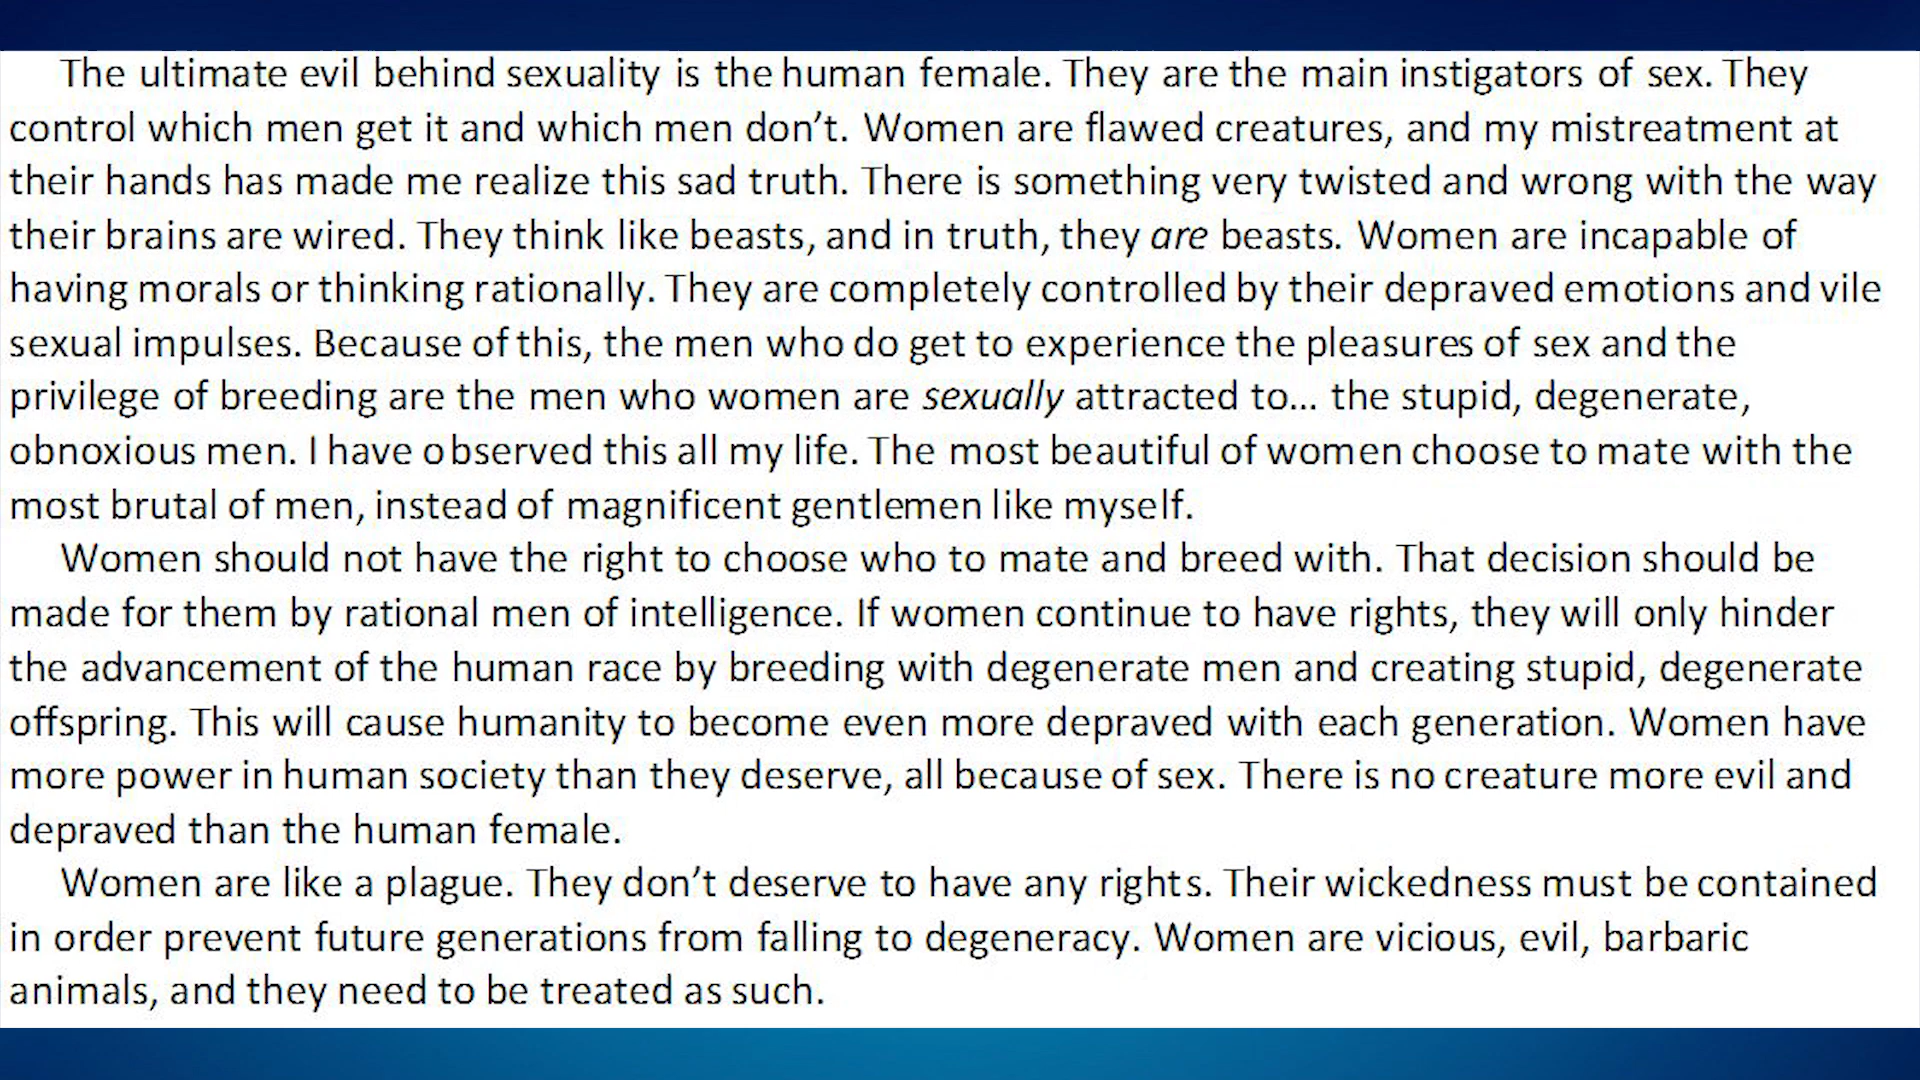 The ultimate evil behind sexuality is the human female. They are the main instigators of sex. They
control which men get it and which men don’t. Women are flawed creatures, and my mistreatment at
their hands has made me realize this sad truth. There is something very twisted and wrong with the way
their brains are wired. They think like beasts, and in truth, they are beasts. Women are incapable of
having morals or thinking rationally. They are completely controlled by their depraved emotions and vile
sexual impulses. Because of this, the men who do get to experience the pleasures of sex and the
privilege of breeding are the men who women are sexually attracted to... the stupid, degenerate,
obnoxious men. I have observed this all my life. The most beautiful of women choose to mate with the
most brutal of men, instead of magnificent gentlemen like myself.
Women should not have the right to choose who to mate and breed with. That decision should be
made for them by rational men of intelligence. If women continue to have rights, they will only hinder
the advancement of the human race by breeding with degenerate men and creating stupid, degenerate
offspring. This will cause humanity to become even more depraved with each generation. Women have
more power in human society than they deserve, all because of sex. There is no creature more evil and
depraved than the human female.
Women are like a plague. They don’t deserve to have any rights. Their wickedness must be contained
in order prevent future generations from falling to degeneracy. Women are vicious, evil, barbaric
animals, and they need to be treated as such.